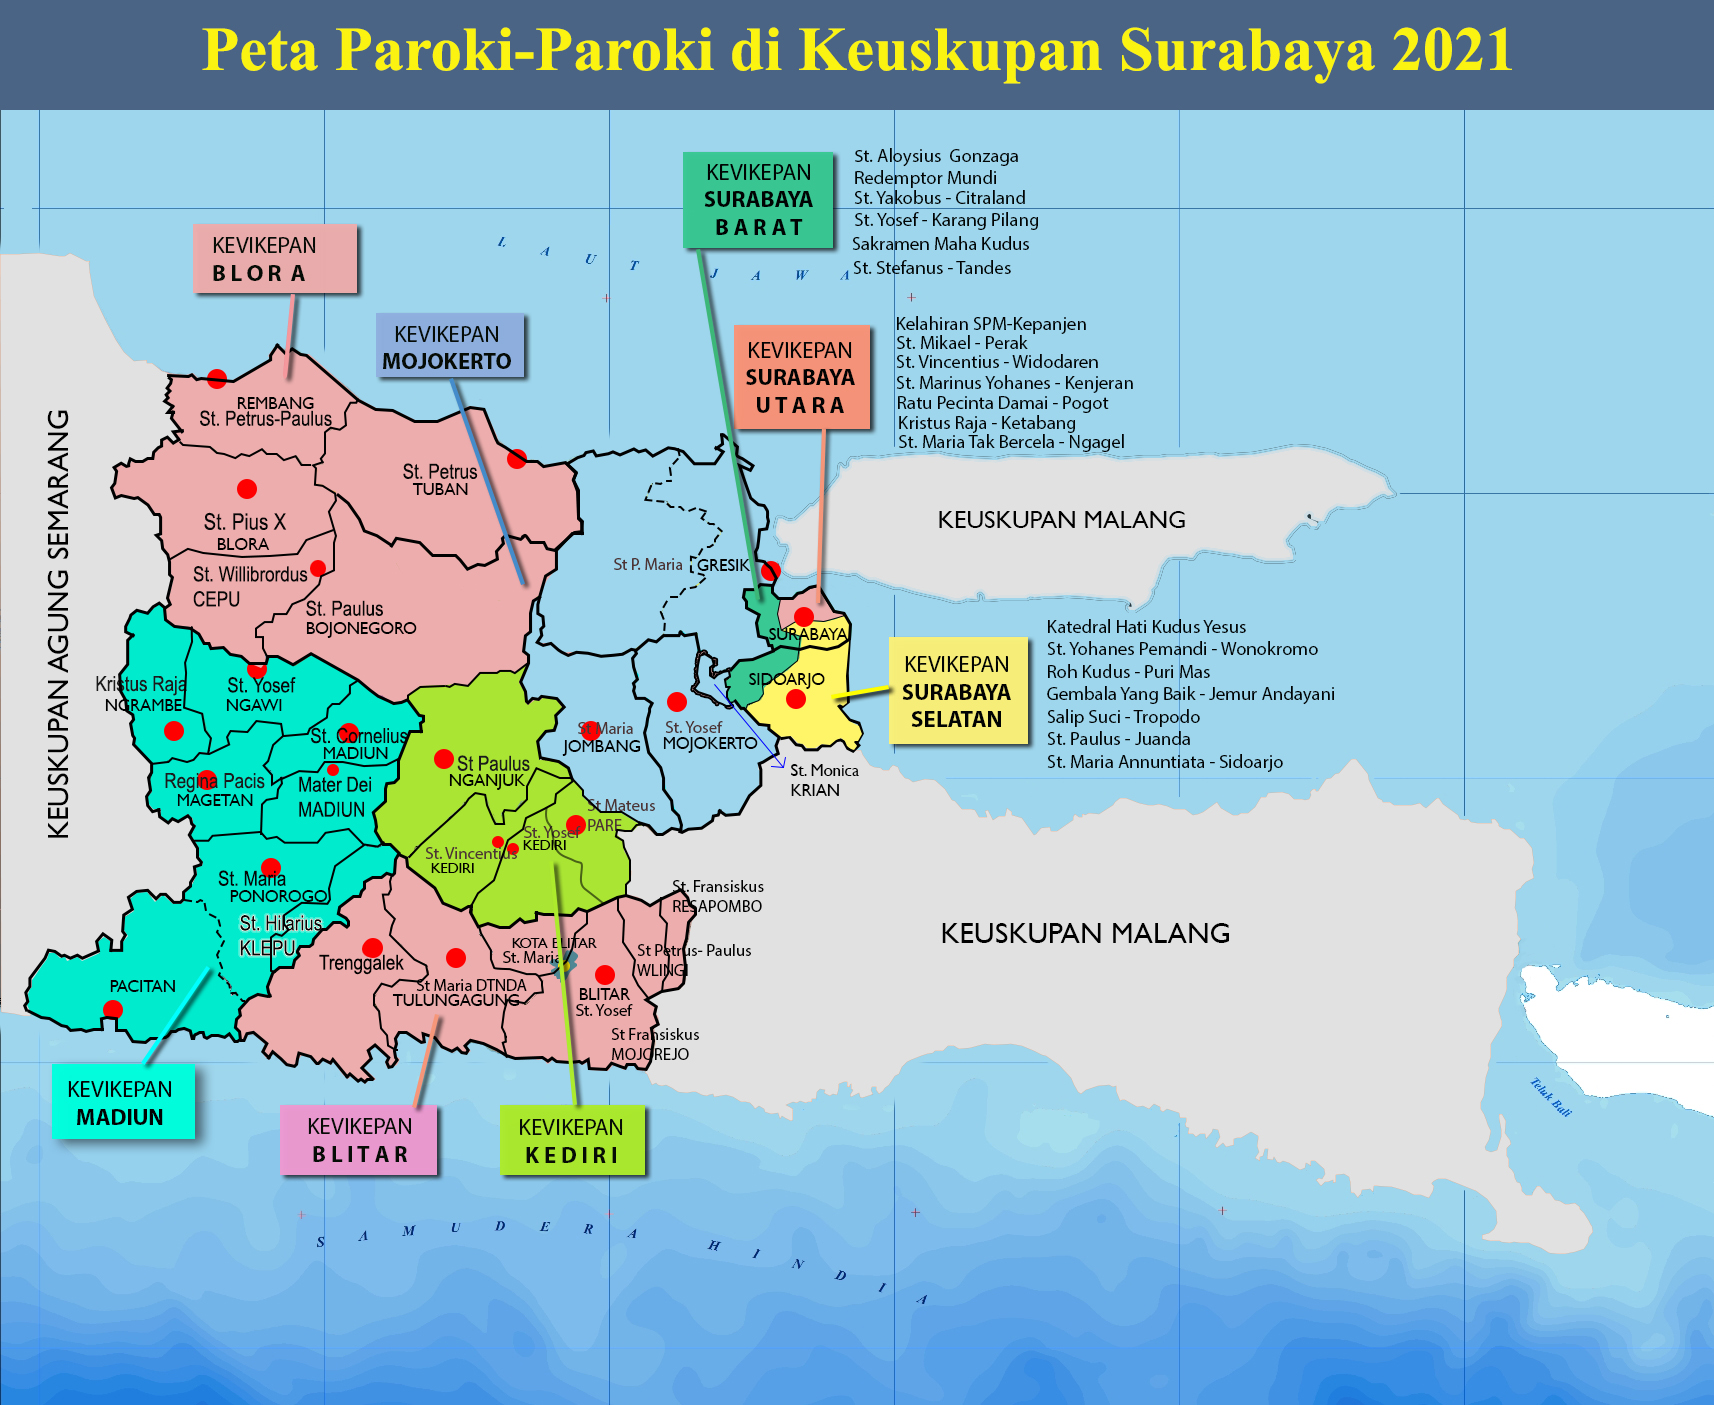 Peta Paroki-Paroki di Keuskupan Surabaya 2021
KEVIKEPAN
SURABAYA
BARAT
St. Aloysius Gonzaga
Redemptor Mundi
St. Yakobus - Citraland
St. Yosef - Karang Pilang
Sakramen Maha Kudus
St. Stefanus - Tandes
KEVIKEPAN
BLORA
LAUT JAWA
KEVIKEPAN
MOJOKERTO
KEVIKEPAN
SURABAYA
UTARA
Kelahiran SPM-Kepanjen
St. Mikael - Perak
St. Vincentius - Widodaren
St. Marinus Yohanes - Kenjeran
Ratu Pecinta Damai - Pogot
Kristus Raja - Ketabang
St. Maria Tak Bercela - Ngagel
KEUSKUPAN AGUNG SEMARANG
REMBANG
St. Petrus-Paulus
St. Petrus
TUBAN
St. Pius X
BLORA
St. Willibrordus
CEPU
St. Paulus
BOJONEGORO
St P. Maria
GRESIK
KEUSKUPAN MALANG
SURABAYA
SIDOARJO
KEVIKEPAN
SURABAYA
SELATAN
Katedral Hati Kudus Yesus
St. Yohanes Pemandi - Wonokromo
Roh Kudus - Puri Mas
Gembala Yang Baik - Jemur Andayani
Salip Suci - Tropodo
St. Paulus - Juanda
St. Maria Annuntiata - Sidoarjo
Kristus Raja
NGRAMBE
St. Yosef
NGAWI
St. Cornelius
MADIUN
Regina Pacis
MAGETAN
Mater Dei
MADIUN
St Paulus
NGANJUK
St Maria
JOMBANG
St. Yosef
MOJOKERTO
St. Monica
KRIAN
St Mateus
PARE
St. Yosef
KEDIRI
St. Vincentius
KEDIRI
St. Maria
PONOROGO
St. Hilarius
KLEPU
PACITAN
Trenggalek
St Maria DTNDA
TULUNGAGUNG
KOTA BLITAR
St. Maria
BLITAR
St. Yosef
St. Fransiskus
RESAPOMBO
St Petrus- Paulus
WLINGI
St Fransiskus
MOJOREJO
KEUSKUPAN MALANG
KEVIKEPAN
MADIUN
KEVIKEPAN
BLITAR
KEVIKEPAN
KEDIRI
Teluk Bali
SAMUDERA HINDIA